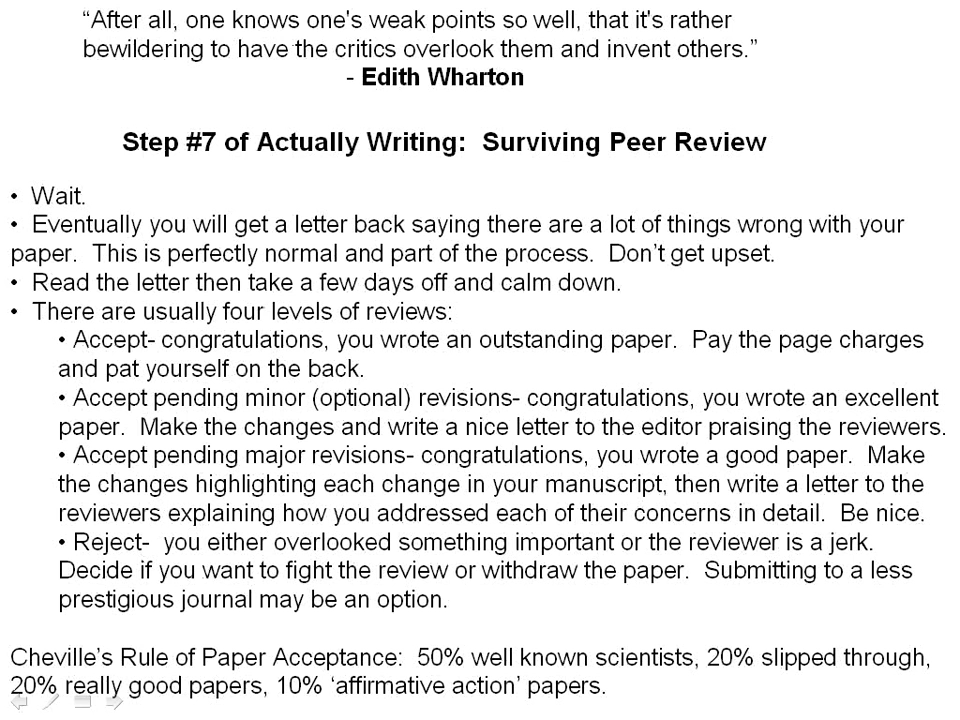 “After all, one knows one's weak points so well, that it's rather
bewildering to have the critics overlook them and invent others.”
- Edith Wharton
Step #7 of Actually Writing: Surviving Peer Review
• Wait.
• Eventually you will get a letter back saying there are a lot of things wrong with your
paper. This is perfectly normal and part of the process. Don’t get upset.
• Read the letter then take a few days off and calm down.
• There are usually four levels of reviews:
• Accept- congratulations, you wrote an outstanding paper. Pay the page charges
and pat yourself on the back.
• Accept pending minor (optional) revisions- congratulations, you wrote an excellent
paper. Make the changes and write a nice letter to the editor praising the reviewers.
• Accept pending major revisions- congratulations, you wrote a good paper. Make
the changes highlighting each change in your manuscript, then write a letter to the
reviewers explaining how you addressed each of their concerns in detail. Be nice.
• Reject- you either overlooked something important or the reviewer is a jerk.
Decide if you want to fight the review or withdraw the paper. Submitting to a less
prestigious journal may be an option.
Cheville’s Rule of Paper Acceptance: 50% well known scientists, 20% slipped through,
20% really good papers, 10% ‘affirmative action’ papers.